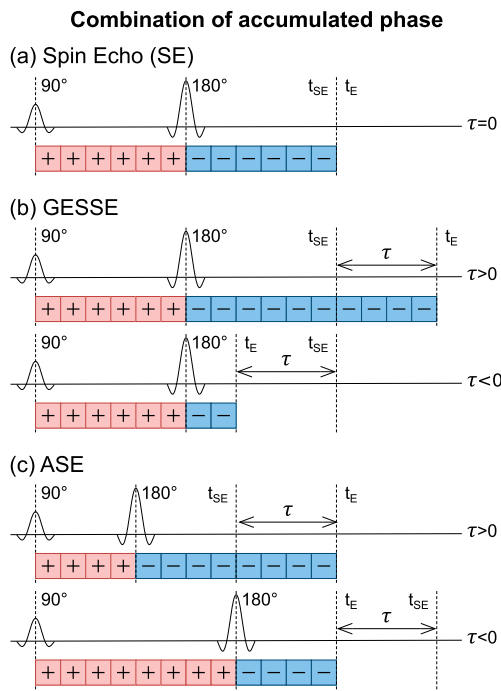 Combination of accumulated phase
(a) Spin Echo (SE)
90° 180° tSE tE
τ=0
+ + + + + + − − − − − −
(b) GESSE
90° 180° tSE tE
τ
τ>0
+ + + + + + − − − − − − − − − −
90° 180° tE tSE
τ
τ<0
+ + + + + + − −
(c) ASE
90° 180° tSE tE
τ
τ>0
+ + + + − − − − − − − −
90° 180° tE tSE
τ
τ<0
+ + + + + + + + − − − −